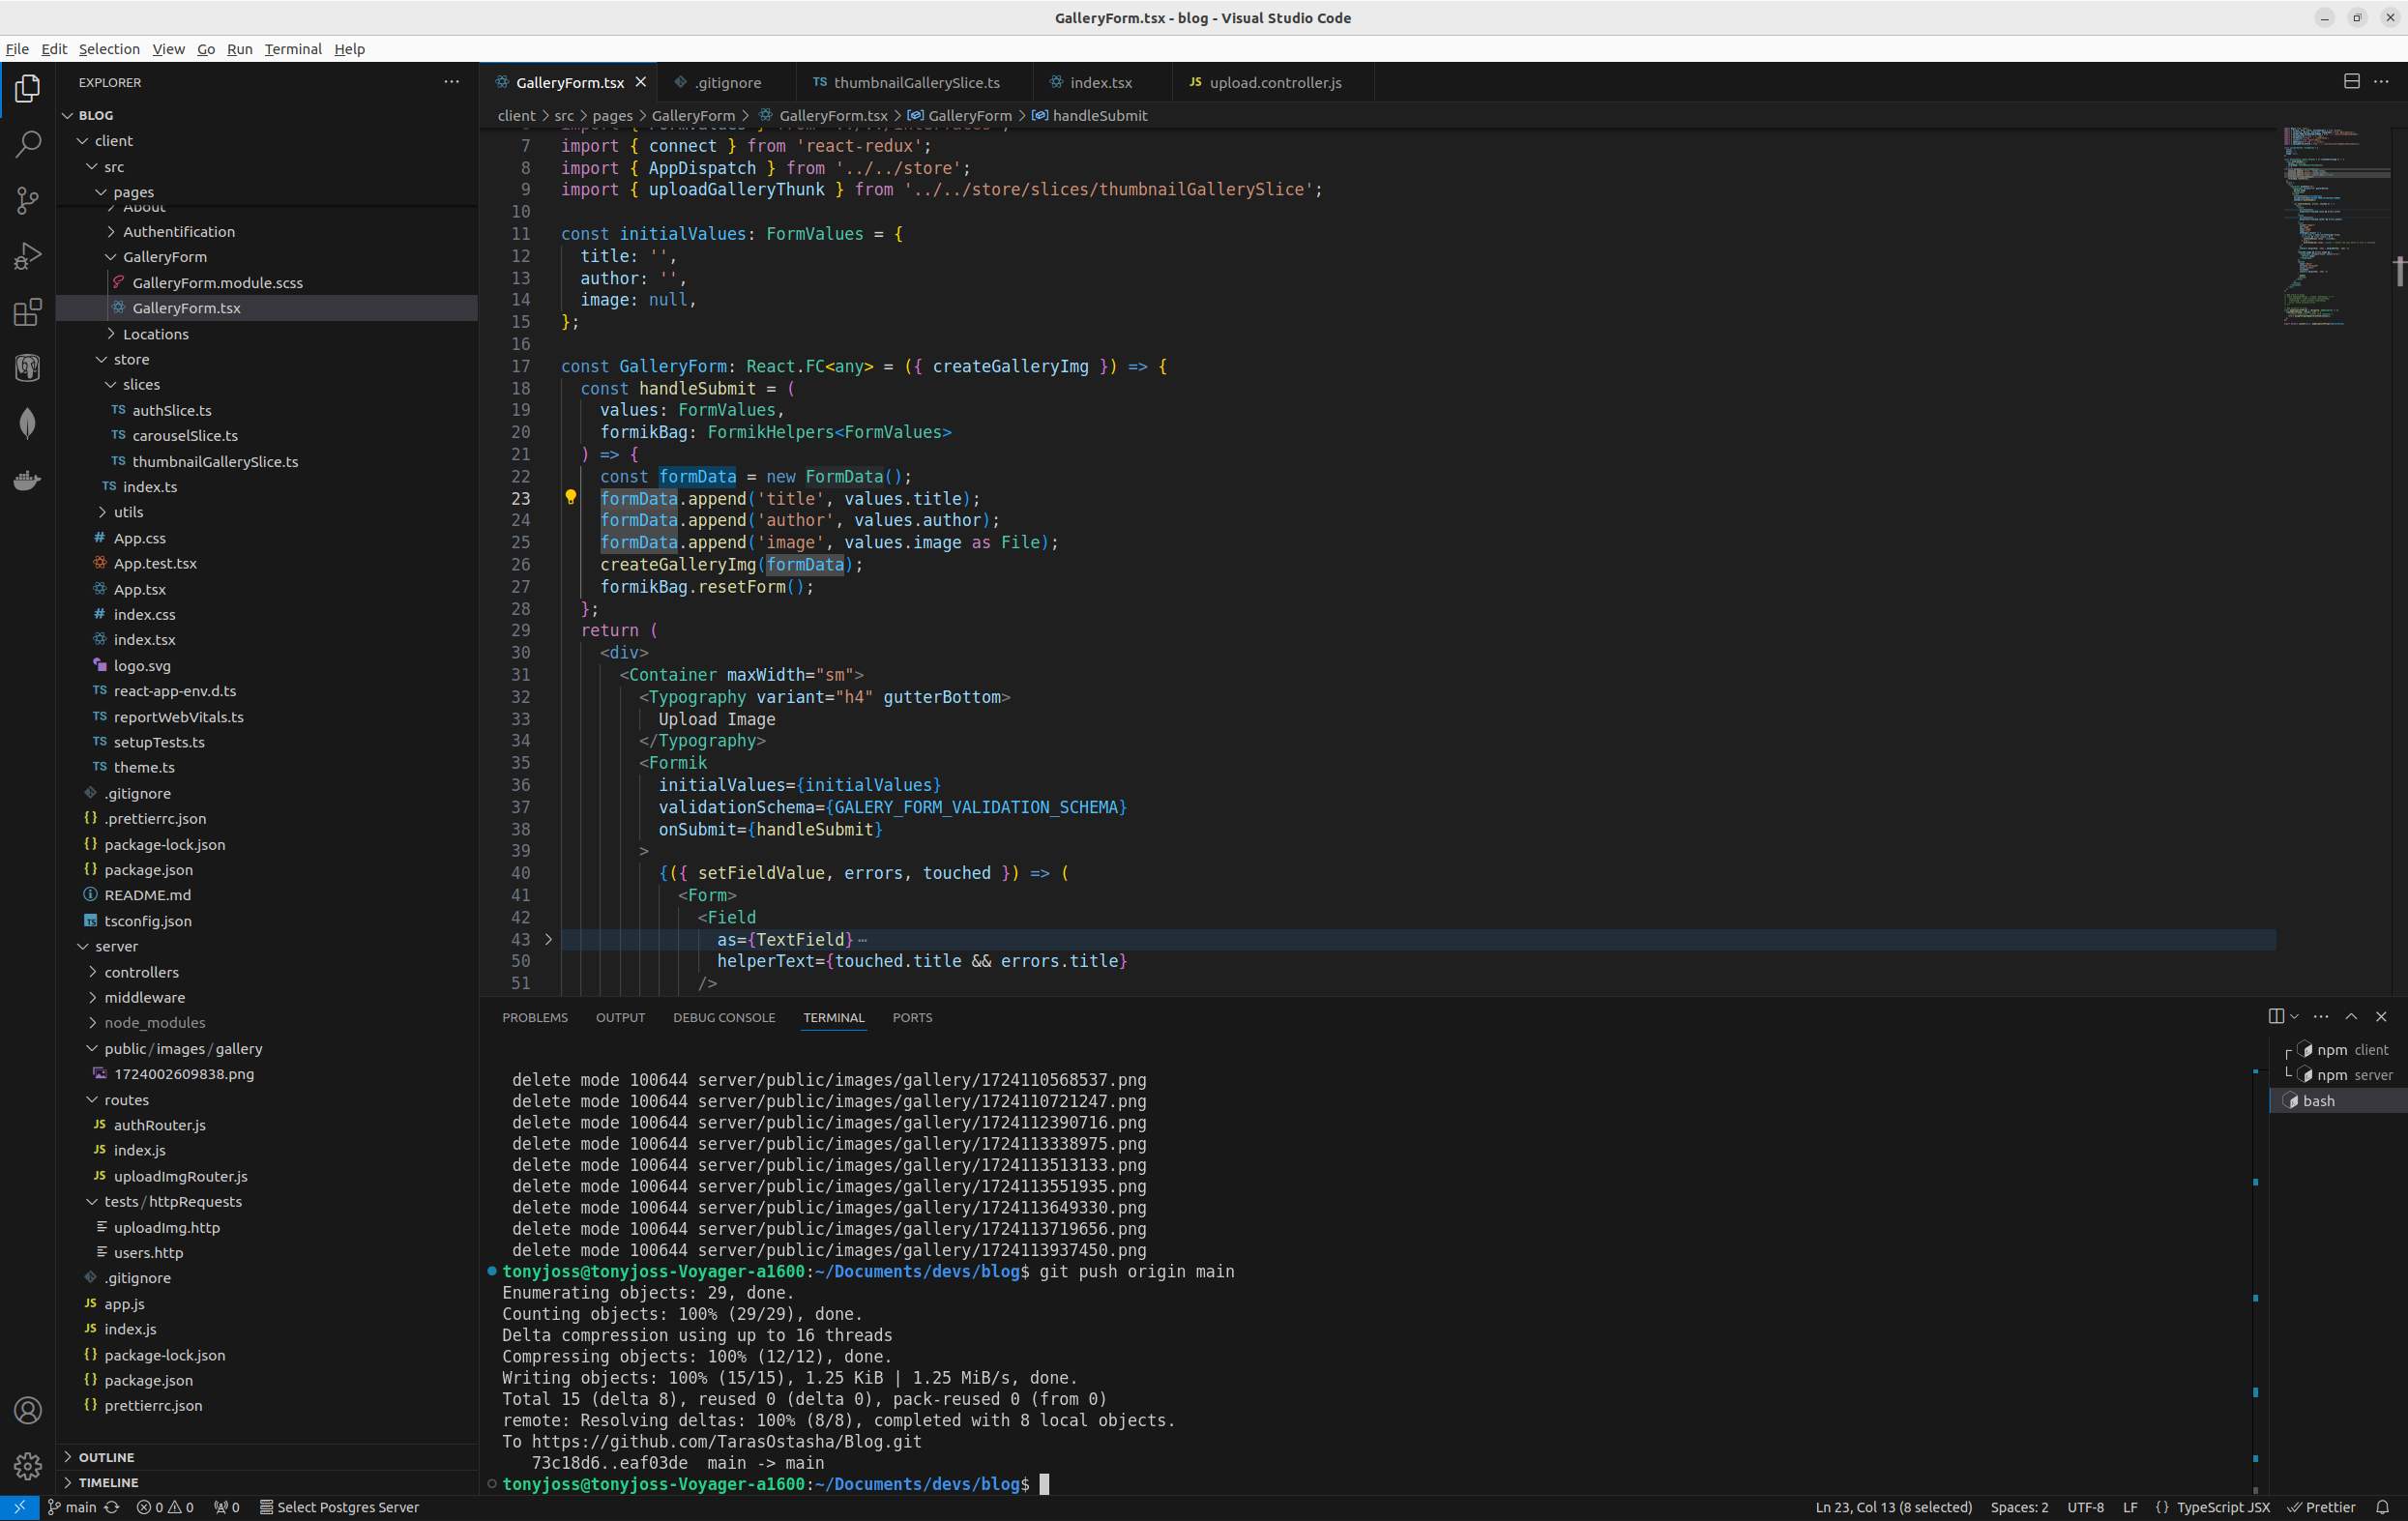 GalleryForm.tsx - blog - Visual Studio Code
File Edit Selection View Go Run Terminal Help
EXPLORER
BLOG
client
src
pages
About
Authentification
GalleryForm
GalleryForm.module.scss
GalleryForm.tsx
Locations
store
slices
TS authSlice.ts
TS carouselSlice.ts
TS thumbnailGallerySlice.ts
TS index.ts
utils
# App.css
App.test.tsx
App.tsx
# index.css
index.tsx
logo.svg
TS react-app-env.d.ts
TS reportWebVitals.ts
TS setupTests.ts
TS theme.ts
.gitignore
{} .prettierrc.json
{} package-lock.json
{} package.json
README.md
TS tsconfig.json
server
controllers
middleware
node_modules
public/images/gallery
1724002609838.png
routes
JS authRouter.js
JS index.js
JS uploadImgRouter.js
tests/httpRequests
uploadImg.http
users.http
.gitignore
JS app.js
JS index.js
{} package-lock.json
{} package.json
{} prettierrc.json
OUTLINE
TIMELINE
GalleryForm.tsx .gitignore TS thumbnailGallerySlice.ts index.tsx JS upload.controller.js
client > src > pages > GalleryForm > GalleryForm.tsx > GalleryForm > handleSubmit
7 import { connect } from 'react-redux';
8 import { AppDispatch } from '../../store';
9 import { uploadGalleryThunk } from '../../store/slices/thumbnailGallerySlice';
10
11 const initialValues: FormValues = {
12 title: '',
13 author: '',
14 image: null,
15 };
16
17 const GalleryForm: React.FC<any> = ({ createGalleryImg }) => {
18 const handleSubmit = (
19 values: FormValues,
20 formikBag: FormikHelpers<FormValues>
21 ) => {
22 const formData = new FormData();
23 formData.append('title', values.title);
24 formData.append('author', values.author);
25 formData.append('image', values.image as File);
26 createGalleryImg(formData);
27 formikBag.resetForm();
28 };
29 return (
30 <div>
31 <Container maxWidth="sm">
32 <Typography variant="h4" gutterBottom>
33 Upload Image
34 </Typography>
35 <Formik
36 initialValues={initialValues}
37 validationSchema={GALERY_FORM_VALIDATION_SCHEMA}
38 onSubmit={handleSubmit}
39 >
40 {({ setFieldValue, errors, touched }) => (
41 <Form>
42 <Field
43 as={TextField} ⋯
50 helperText={touched.title && errors.title}
51 />
PROBLEMS OUTPUT DEBUG CONSOLE TERMINAL PORTS
delete mode 100644 server/public/images/gallery/1724110568537.png
delete mode 100644 server/public/images/gallery/1724110721247.png
delete mode 100644 server/public/images/gallery/1724112390716.png
delete mode 100644 server/public/images/gallery/1724113338975.png
delete mode 100644 server/public/images/gallery/1724113513133.png
delete mode 100644 server/public/images/gallery/1724113551935.png
delete mode 100644 server/public/images/gallery/1724113649330.png
delete mode 100644 server/public/images/gallery/1724113719656.png
delete mode 100644 server/public/images/gallery/1724113937450.png
tonyjoss@tonyjoss-Voyager-a1600:~/Documents/devs/blog$ git push origin main
Enumerating objects: 29, done.
Counting objects: 100% (29/29), done.
Delta compression using up to 16 threads
Compressing objects: 100% (12/12), done.
Writing objects: 100% (15/15), 1.25 KiB | 1.25 MiB/s, done.
Total 15 (delta 8), reused 0 (delta 0), pack-reused 0 (from 0)
remote: Resolving deltas: 100% (8/8), completed with 8 local objects.
To https://github.com/TarasOstasha/Blog.git
73c18d6..eaf03de main -> main
tonyjoss@tonyjoss-Voyager-a1600:~/Documents/devs/blog$
npm client
npm server
bash
main 0 0 0 Select Postgres Server Ln 23, Col 13 (8 selected) Spaces: 2 UTF-8 LF {} TypeScript JSX Prettier